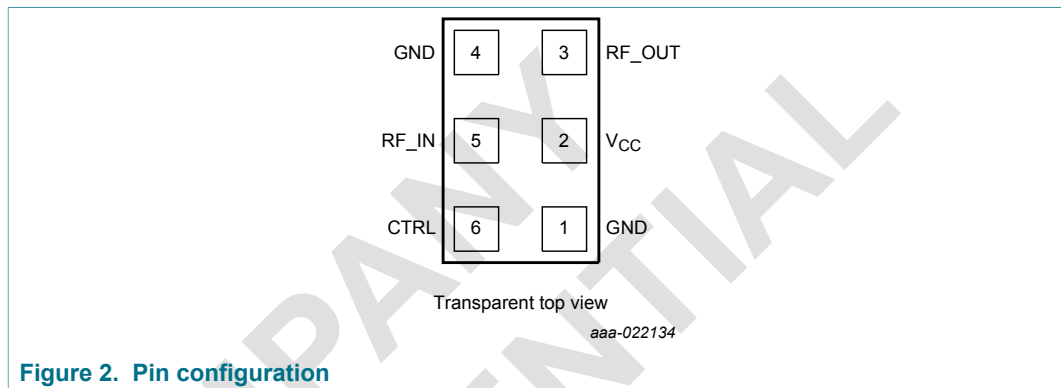 GND 4 3 RF_OUT
RF_IN 5 2 VCC
CTRL 6 1 GND
Transparent top view
aaa-022134
Figure 2. Pin configuration